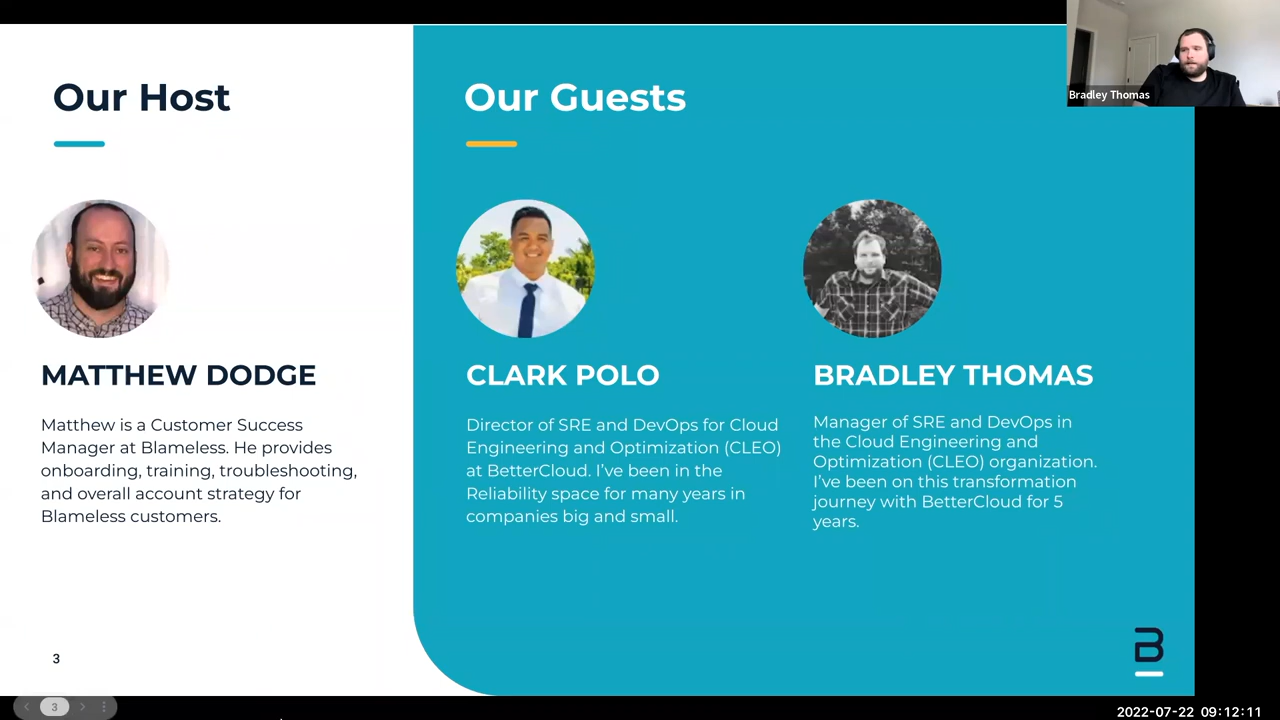 Our Host
MATTHEW DODGE
Matthew is a Customer Success
Manager at Blameless. He provides
onboarding, training, troubleshooting,
and overall account strategy for
Blameless customers.
Our Guests
CLARK POLO
Director of SRE and DevOps for Cloud
Engineering and Optimization (CLEO)
at BetterCloud. I’ve been in the
Reliability space for many years in
companies big and small.
BRADLEY THOMAS
Manager of SRE and DevOps in
the Cloud Engineering and
Optimization (CLEO) organization.
I’ve been on this transformation
journey with BetterCloud for 5
years.
Bradley Thomas
B
3
3
2022-07-22 09:12:11